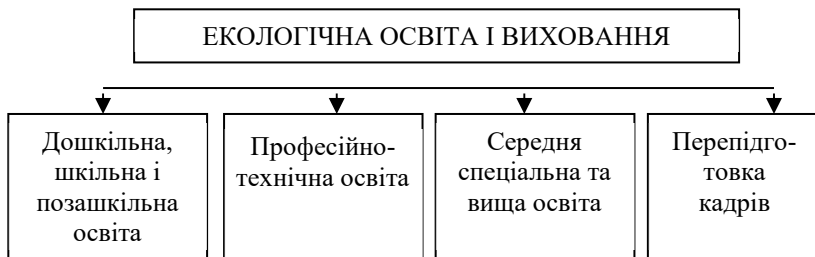 ЕКОЛОГІЧНА ОСВІТА І ВИХОВАННЯ
Дошкільна,
шкільна і
позашкільна
освіта
Професійно-
технічна освіта
Середня
спеціальна та
вища освіта
Перепідго-
товка
кадрів